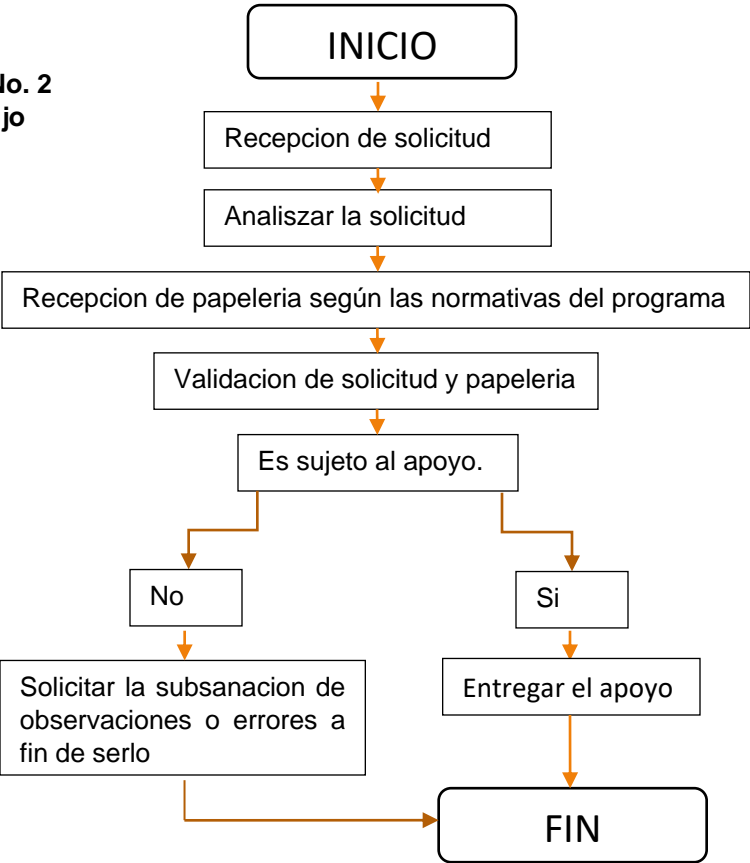 INICIO
No. 2
jo
Recepcion de solicitud
Analiszar la solicitud
Recepcion de papeleria según las normativas del programa
Validacion de solicitud y papeleria
Es sujeto al apoyo.
No
Si
Solicitar la subsanacion de
observaciones o errores a
fin de serlo
Entregar el apoyo
FIN